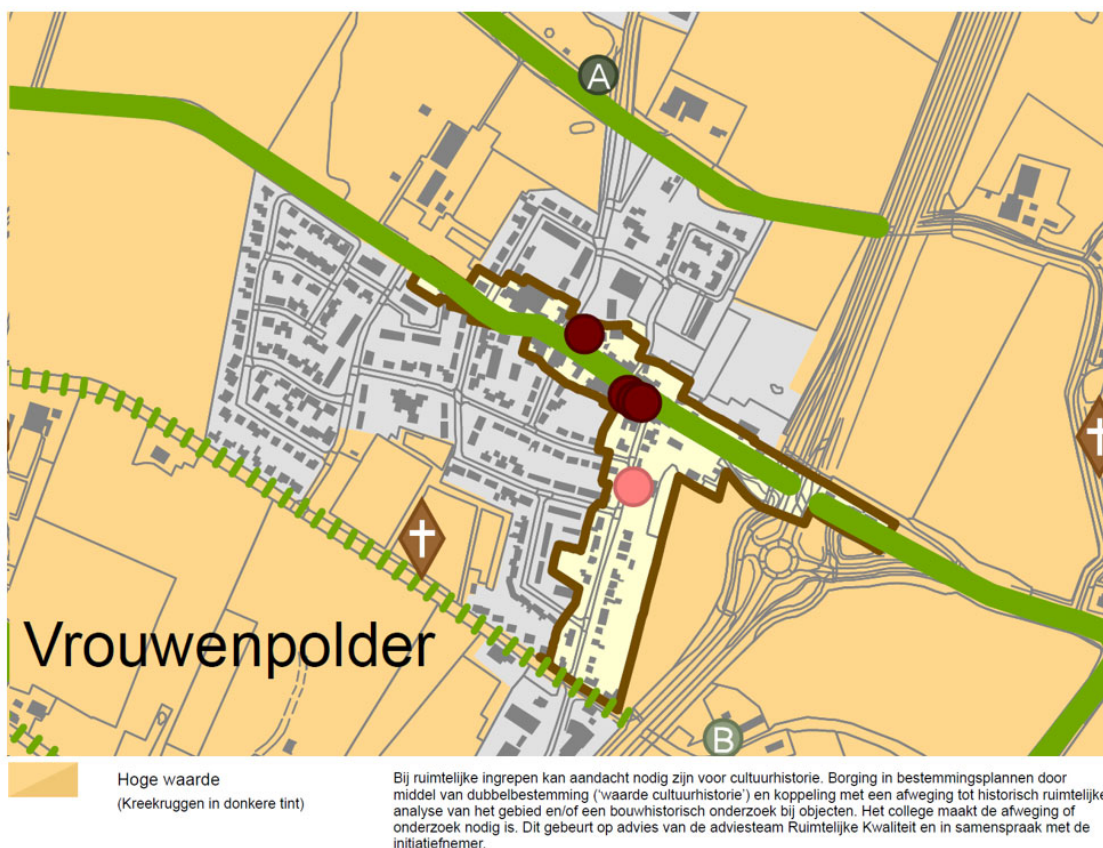 A
Vrouwenpolder
B
Hoge waarde
(Kreekruggen in donkere tint)
Bij ruimtelijke ingrepen kan aandacht nodig zijn voor cultuurhistorie. Borging in bestemmingsplannen door
middel van dubbelbestemming (‘waarde cultuurhistorie’) en koppeling met een afweging tot historisch ruimtelijke
analyse van het gebied en/of een bouwhistorisch onderzoek bij objecten. Het college maakt de afweging of
onderzoek nodig is. Dit gebeurt op advies van de adviesteam Ruimtelijke Kwaliteit en in samenspraak met de
initiatiefnemer.